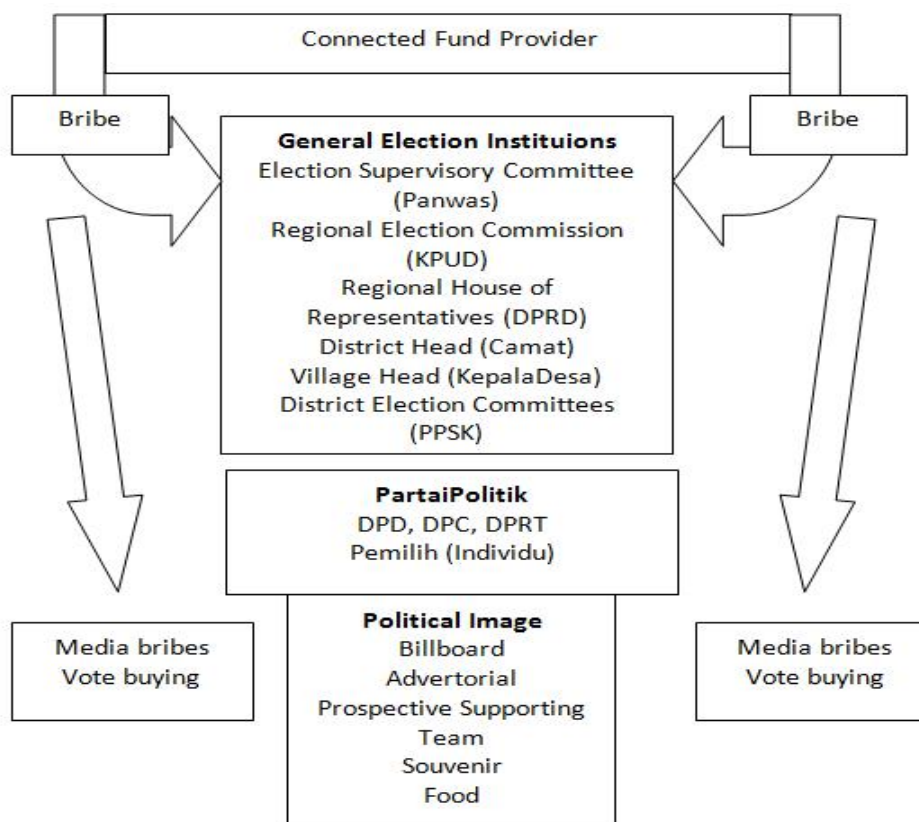 Connected Fund Provider
Bribe
Bribe
General Election Instituions
Election Supervisory Committee
(Panwas)
Regional Election Commission
(KPUD)
Regional House of
Representatives (DPRD)
District Head (Camat)
Village Head (KepalaDesa)
District Election Committees
(PPSK)
PartaiPolitik
DPD, DPC, DPRT
Pemilih (Individu)
Political Image
Billboard
Advertorial
Prospective Supporting
Team
Souvenir
Food
Media bribes
Vote buying
Media bribes
Vote buying